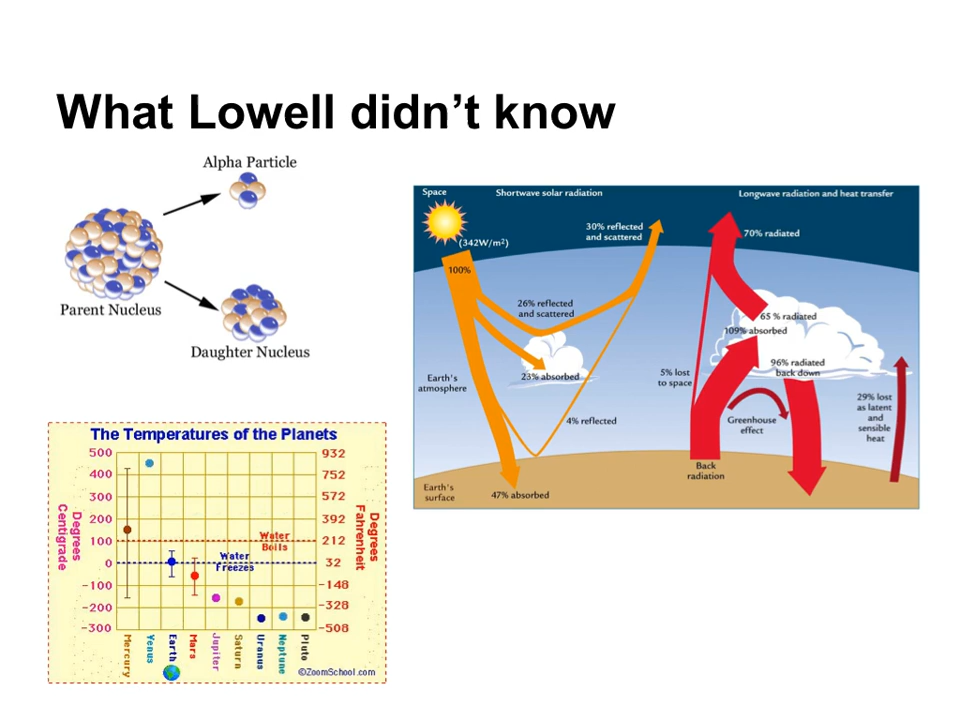 What Lowell didn’t know
Alpha Particle
Parent Nucleus
Daughter Nucleus
Space
Shortwave solar radiation
Longwave radiation and heat transfer
(342W/m²)
100%
30% reflected
and scattered
70% radiated
26% reflected
and scattered
65 % radiated
109% absorbed
23% absorbed
96% radiated
back down
5% lost
to space
Earth's
atmosphere
4% reflected
Greenhouse
effect
29% lost
as latent
and
sensible
heat
Back
radiation
Earth's
surface
47% absorbed
The Temperatures of the Planets
Degrees
Centigrade
500
400
300
200
100
0
-100
-200
-300
932
752
572
392
212
32
-148
-328
-508
Degrees
Fahrenheit
Water
Boils
Water
Freezes
Mercury
Venus
Earth
Mars
Jupiter
Saturn
Uranus
Neptune
Pluto
©ZoomSchool.com